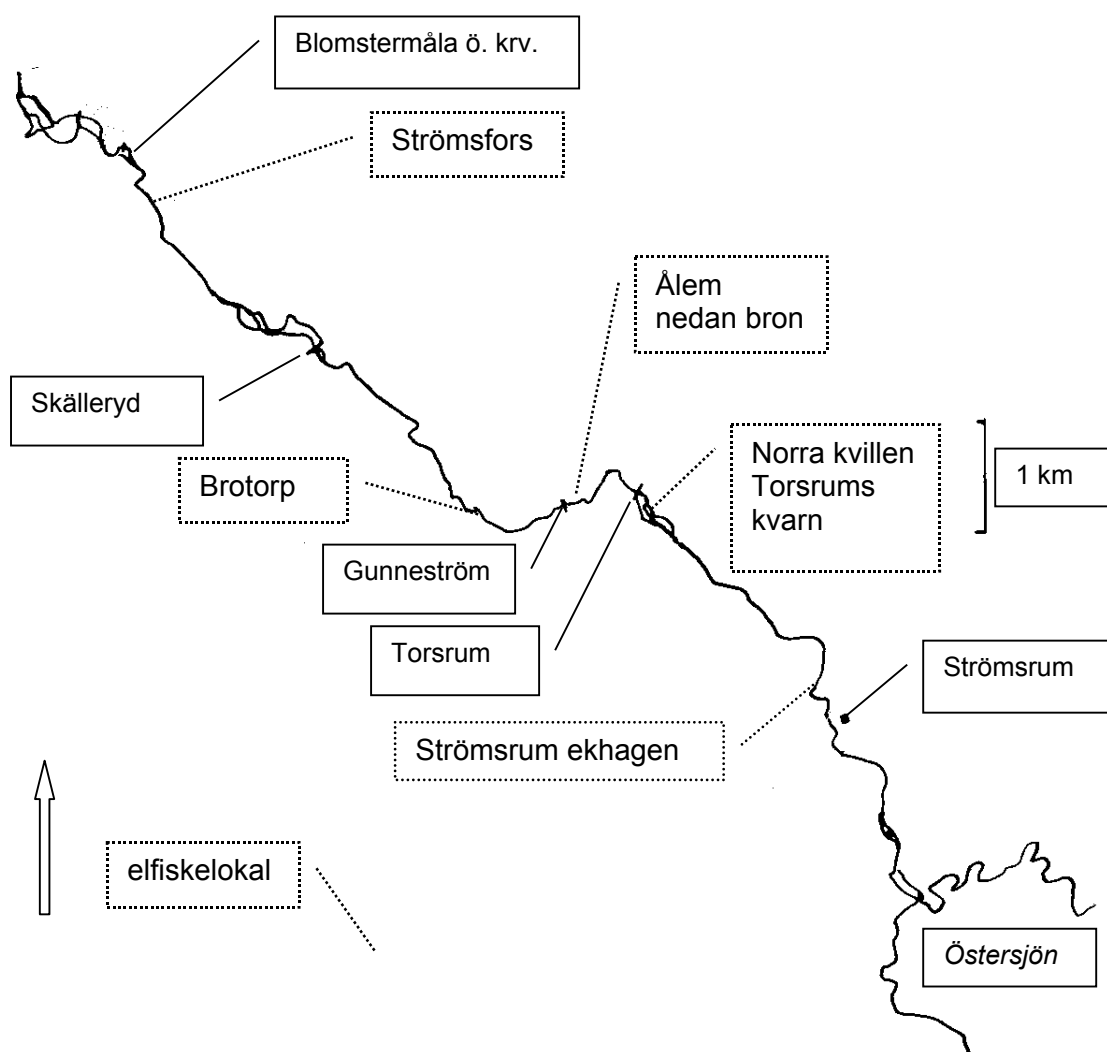 Blomstermåla ö. krv.
Strömsfors
Ålem
nedan bron
Skälleryd
Norra kvillen
Torsrums
kvarn
1 km
Brotorp
Gunneström
Torsrum
Strömsrum
Strömsrum ekhagen
elfiskelokal
Östersjön